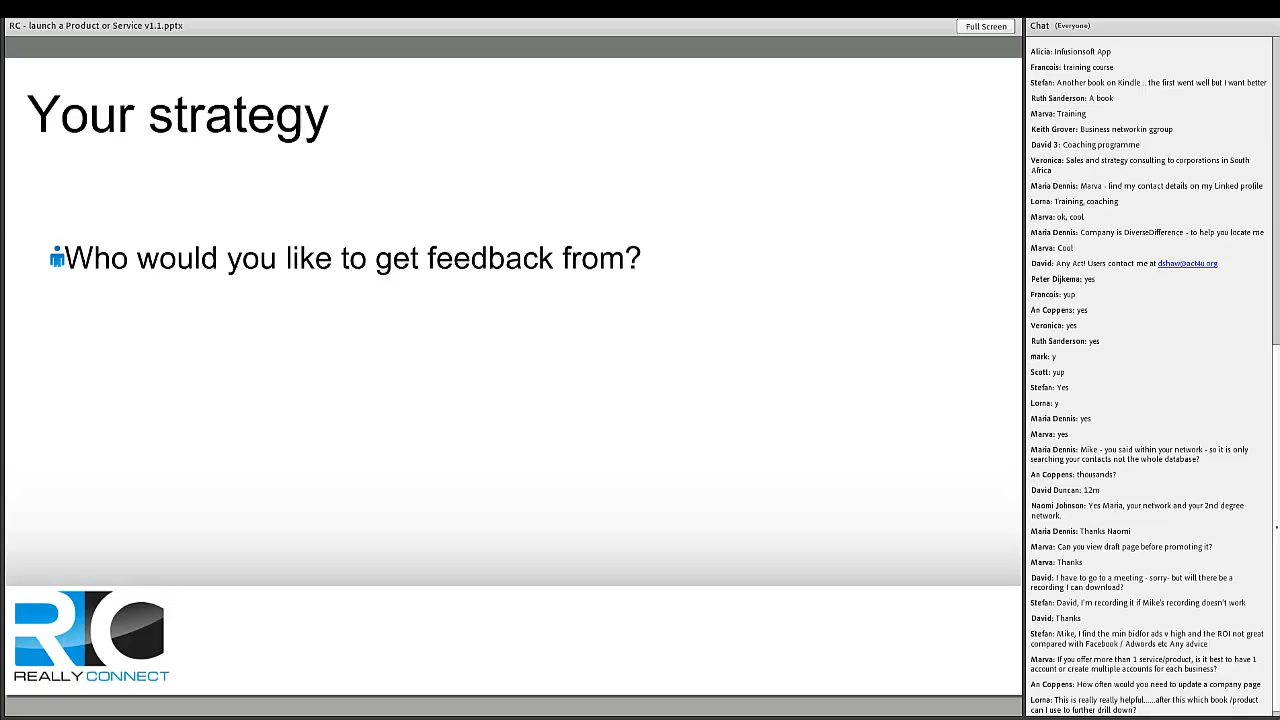 RC - launch a Product or Service v1.1.pptx
Full Screen
Your strategy
Who would you like to get feedback from?
RC
REALLYCONNECT
Chat (Everyone)
Alicia: Infusionsoft App
Francois: training course
Stefan: Another book on Kindle .. the first went well but I want better
Ruth Sanderson: A book
Marva: Training
Keith Grover: Business networkin ggroup
David 3: Coaching programme
Veronica: Sales and strategy consulting to corporations in South
Africa
Maria Dennis: Marva - find my contact details on my Linked profile
Lorna: Training, coaching
Marva: ok, cool
Maria Dennis: Company is DiverseDifference - to help you locate me
Marva: Cool
David: Any Act! Users contact me at dshaw@act4u.org
Peter Dijkema: yes
Francois: yup
An Coppens: yes
Veronica: yes
Ruth Sanderson: yes
mark: y
Scott: yup
Stefan: Yes
Lorna: y
Maria Dennis: yes
Marva: yes
Maria Dennis: Mike - you said within your network - so it is only
searching your contacts not the whole database?
An Coppens: thousands?
David Duncan: 12m
Naomi Johnson: Yes Maria, your network and your 2nd degree
network.
Maria Dennis: Thanks Naomi
Marva: Can you view draft page before promoting it?
Marva: Thanks
David: I have to go to a meeting - sorry- but will there be a
recording I can download?
Stefan: David, I'm recording it if Mike's recording doesn't work
David: Thanks
Stefan: Mike, I find the min bidfor ads v high and the ROI not great
compared with Facebook / Adwords etc Any advice
Marva: If you offer more than 1 service/product, is it best to have 1
account or create multiple accounts for each business?
An Coppens: How often would you need to update a company page
Lorna: This is really really helpful......after this which book /product
can I use to further drill down?